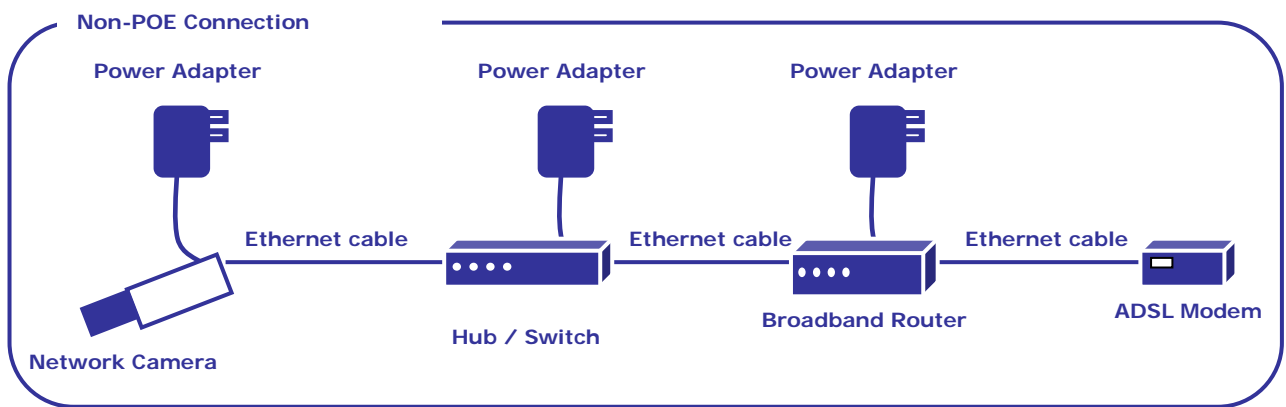 Non-POE Connection
Power Adapter
Power Adapter
Power Adapter
Ethernet cable
Ethernet cable
Ethernet cable
Network Camera
Hub / Switch
Broadband Router
ADSL Modem